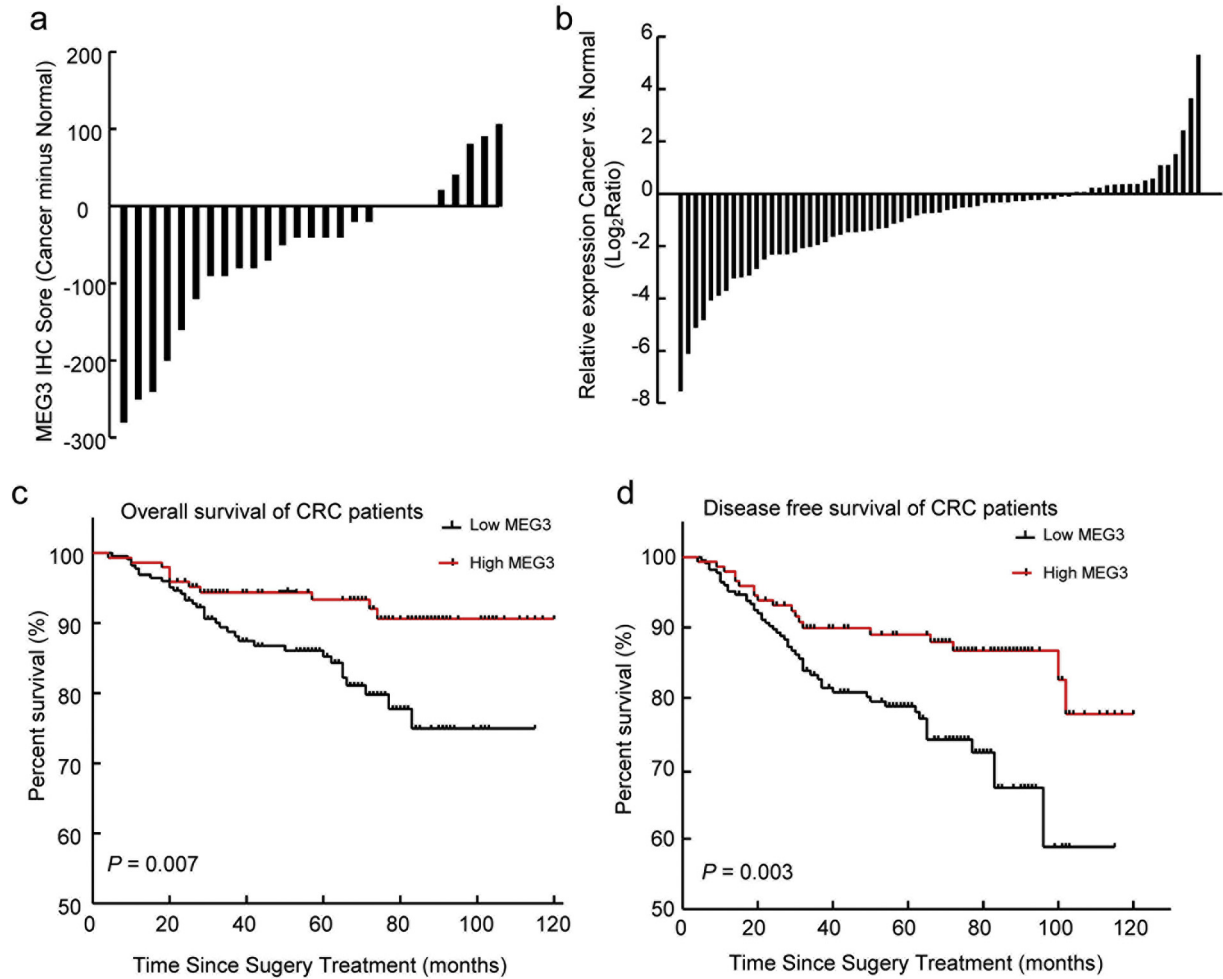 a
MEG3 IHC Sore (Cancer minus Normal)
200
100
0
-100
-200
-300
b
Relative expression Cancer vs. Normal
(Log₂Ratio)
6
4
2
0
-2
-4
-6
-8
c
Overall survival of CRC patients
Low MEG3
High MEG3
Percent survival (%)
100
90
80
70
60
50
P = 0.007
0 20 40 60 80 100 120
Time Since Sugery Treatment (months)
d
Disease free survival of CRC patients
Low MEG3
High MEG3
Percent survival (%)
100
90
80
70
60
50
P = 0.003
0 20 40 60 80 100 120
Time Since Sugery Treatment (months)